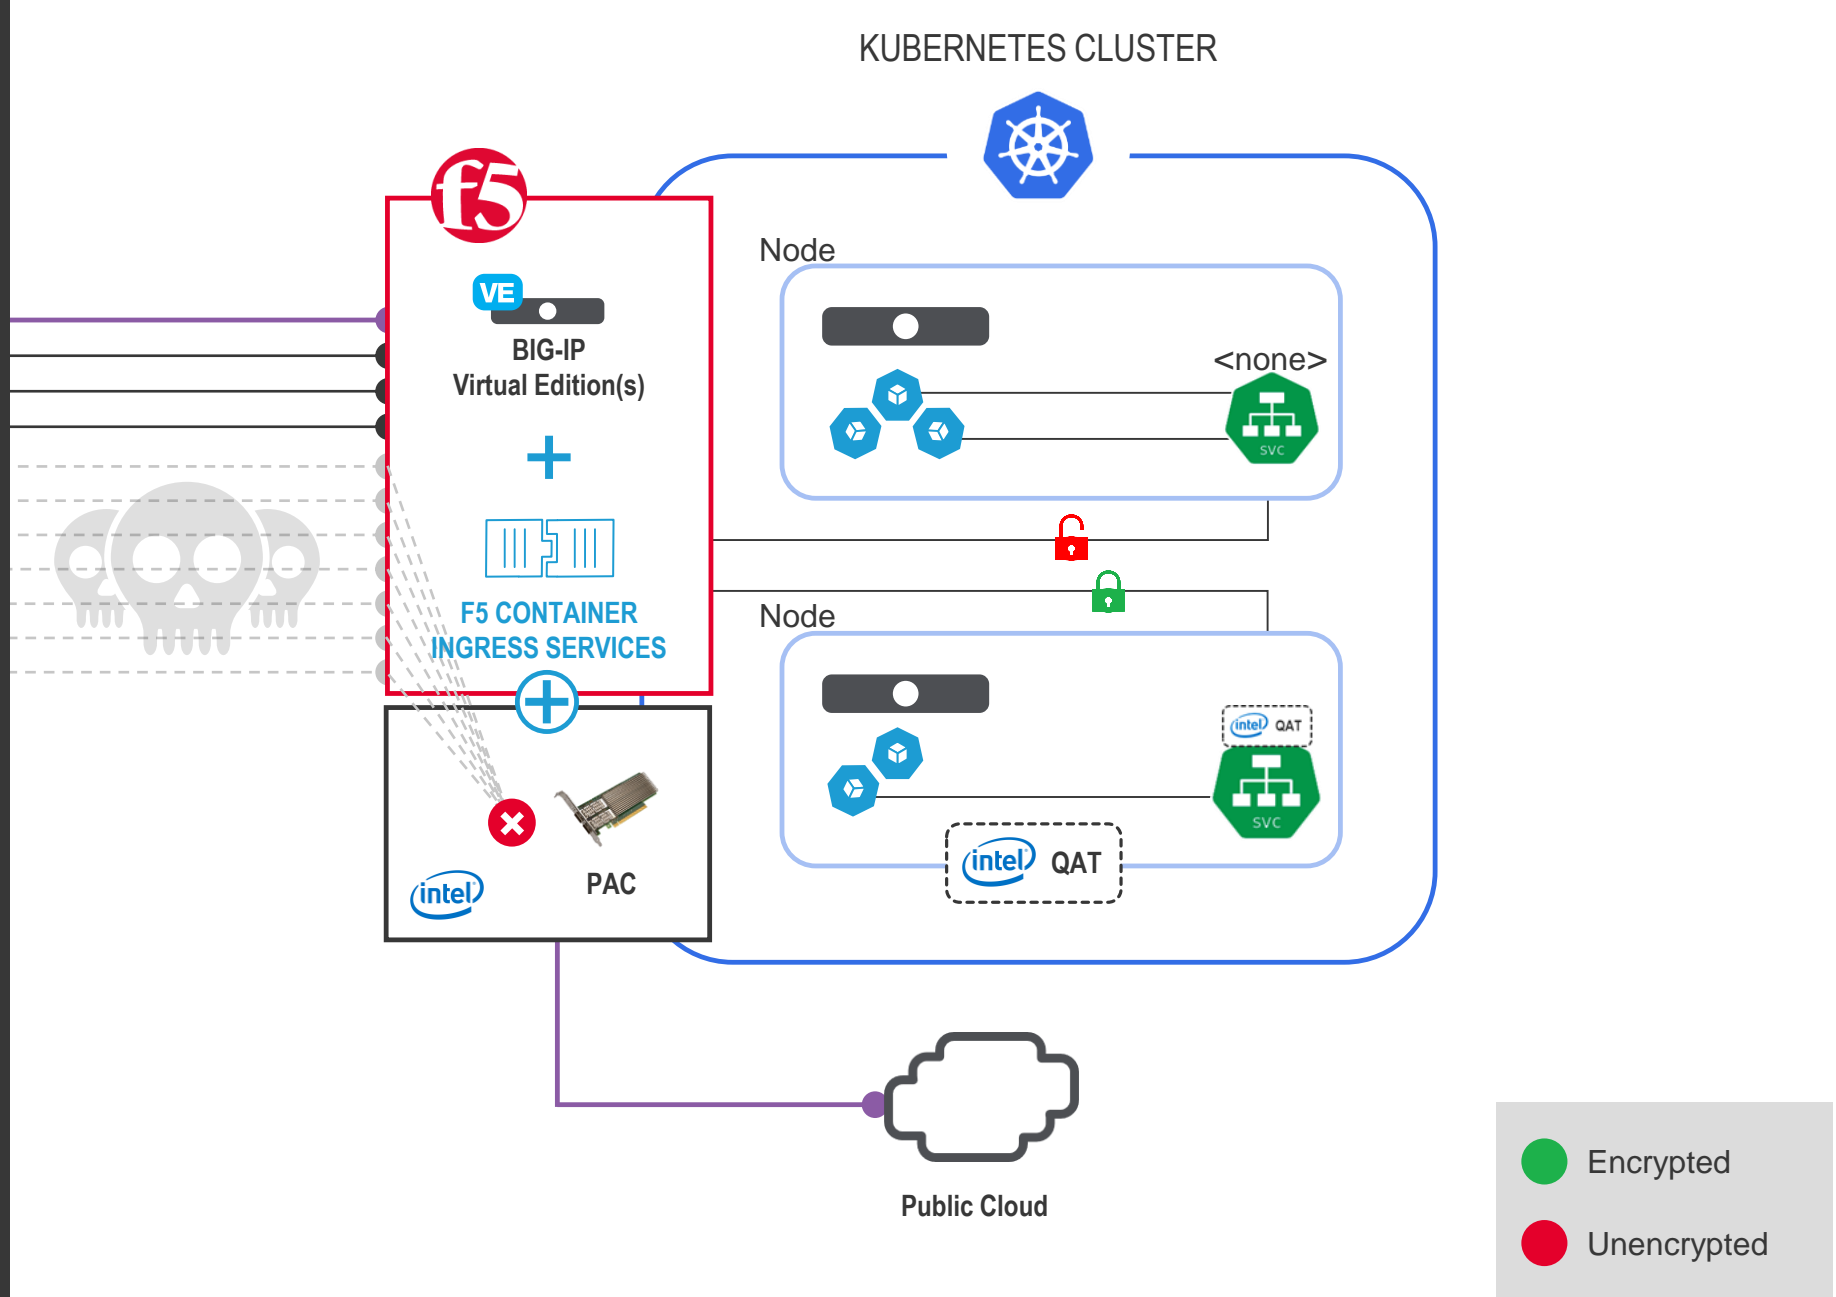 KUBERNETES CLUSTER
f5
Node
VE
BIG-IP
Virtual Edition(s)
<none>
SVC
F5 CONTAINER
INGRESS SERVICES
Node
intel QAT
SVC
intel QAT
PAC
intel
Public Cloud
Encrypted
Unencrypted